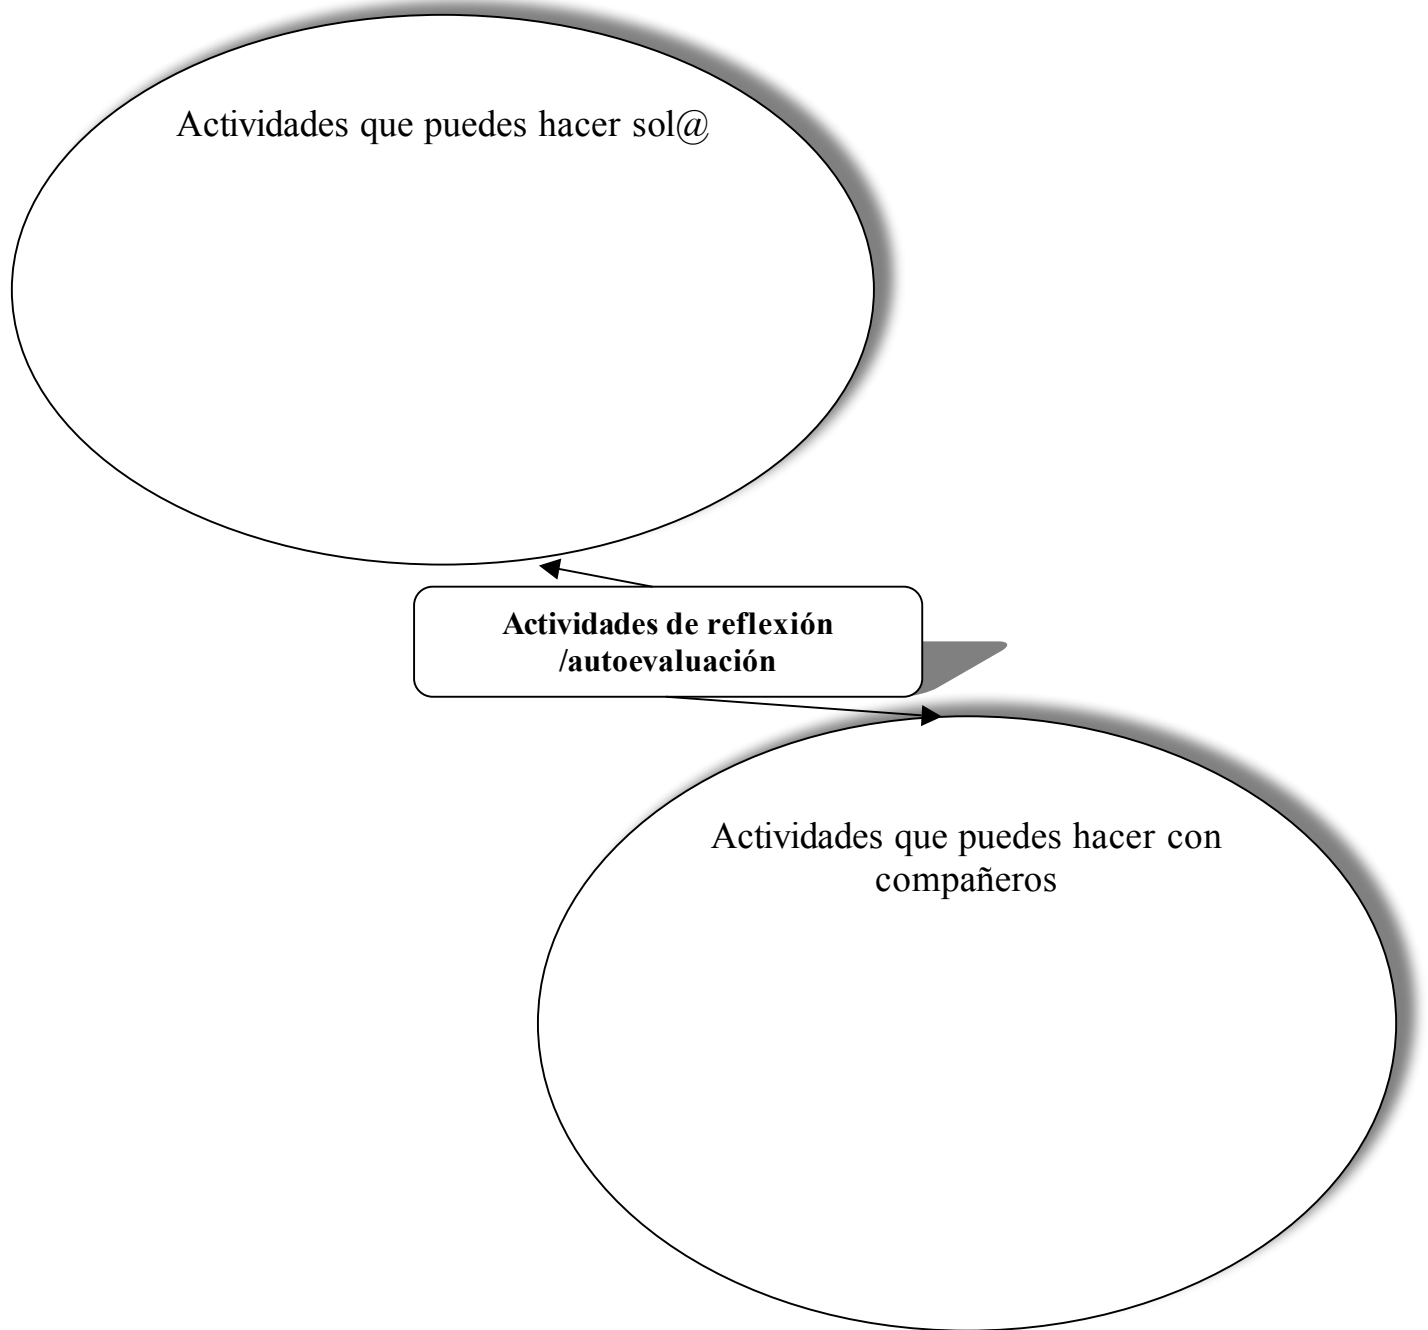 Actividades que puedes hacer sol@
Actividades de reflexión
/autoevaluación
Actividades que puedes hacer con
compañeros